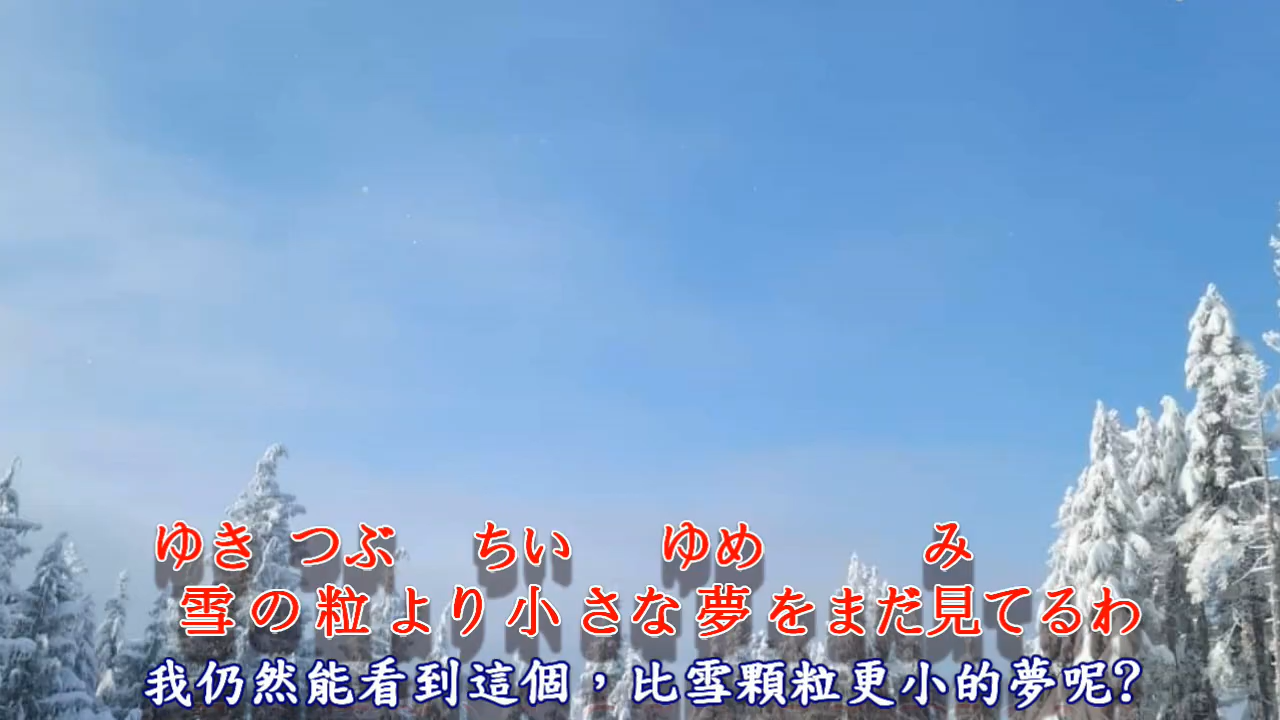 ゆき つぶ ちい ゆめ み
雪の粒より小さな夢をまだ見てるわ
我仍然能看到這個，比雪顆粒更小的夢呢?